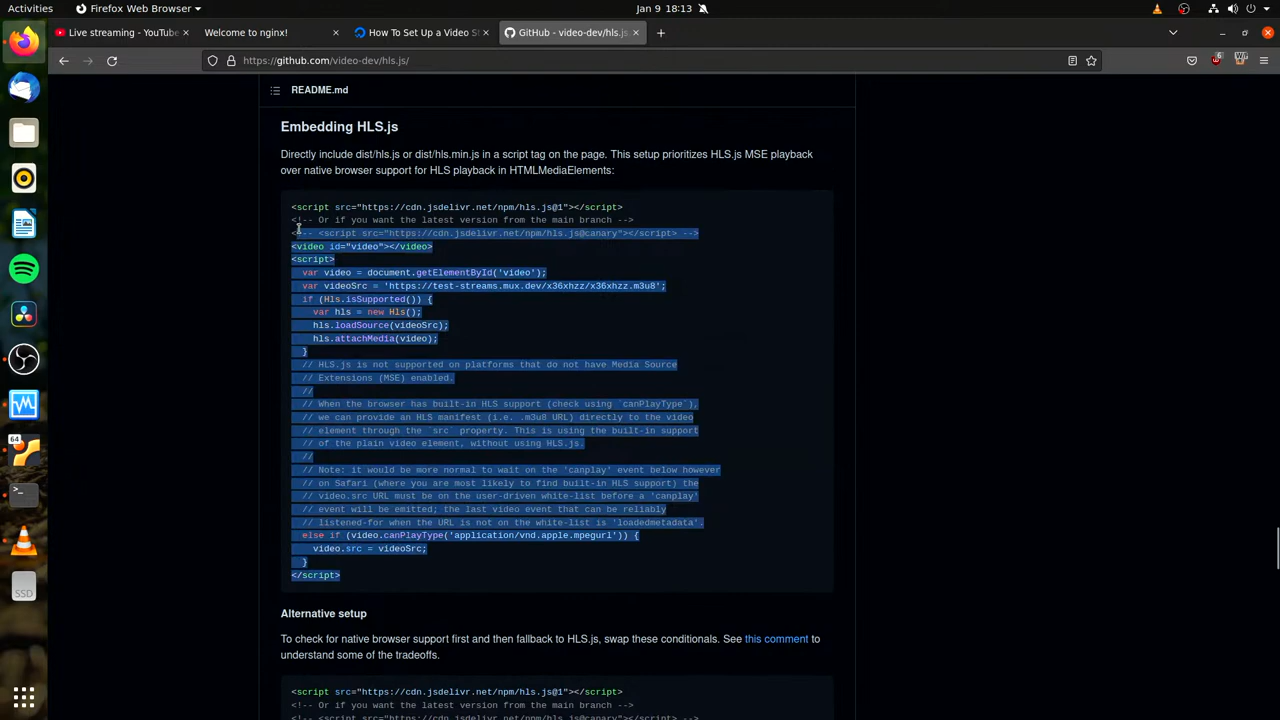 Activities
Firefox Web Browser
Jan 9 18:13
Live streaming - YouTube
Welcome to nginx!
How To Set Up a Video S
GitHub - video-dev/hls.js
https://github.com/video-dev/hls.js/
6
README.md
Embedding HLS.js
Directly include dist/hls.js or dist/hls.min.js in a script tag on the page. This setup prioritizes HLS.js MSE playback
over native browser support for HLS playback in HTMLMediaElements:
<script src="https://cdn.jsdelivr.net/npm/hls.js@1"></script>
<!-- Or if you want the latest version from the main branch -->
<!-- <script src="https://cdn.jsdelivr.net/npm/hls.js@canary"></script> -->
<video id="video"></video>
<script>
  var video = document.getElementById('video');
  var videoSrc = 'https://test-streams.mux.dev/x36xhzz/x36xhzz.m3u8';
  if (Hls.isSupported()) {
    var hls = new Hls();
    hls.loadSource(videoSrc);
    hls.attachMedia(video);
  }
  // HLS.js is not supported on platforms that do not have Media Source
  // Extensions (MSE) enabled.
  //
  // When the browser has built-in HLS support (check using `canPlayType`),
  // we can provide an HLS manifest (i.e. .m3u8 URL) directly to the video
  // element through the `src` property. This is using the built-in support
  // of the plain video element, without using HLS.js.
  //
  // Note: it would be more normal to wait on the 'canplay' event below however
  // on Safari (where you are most likely to find built-in HLS support) the
  // video.src URL must be on the user-driven white-list before a 'canplay'
  // event will be emitted; the last video event that can be reliably
  // listened-for when the URL is not on the white-list is 'loadedmetadata'.
  else if (video.canPlayType('application/vnd.apple.mpegurl')) {
    video.src = videoSrc;
  }
</script>
Alternative setup
To check for native browser support first and then fallback to HLS.js, swap these conditionals. See this comment to
understand some of the tradeoffs.
<script src="https://cdn.jsdelivr.net/npm/hls.js@1"></script>
<!-- Or if you want the latest version from the main branch -->
64
SSD